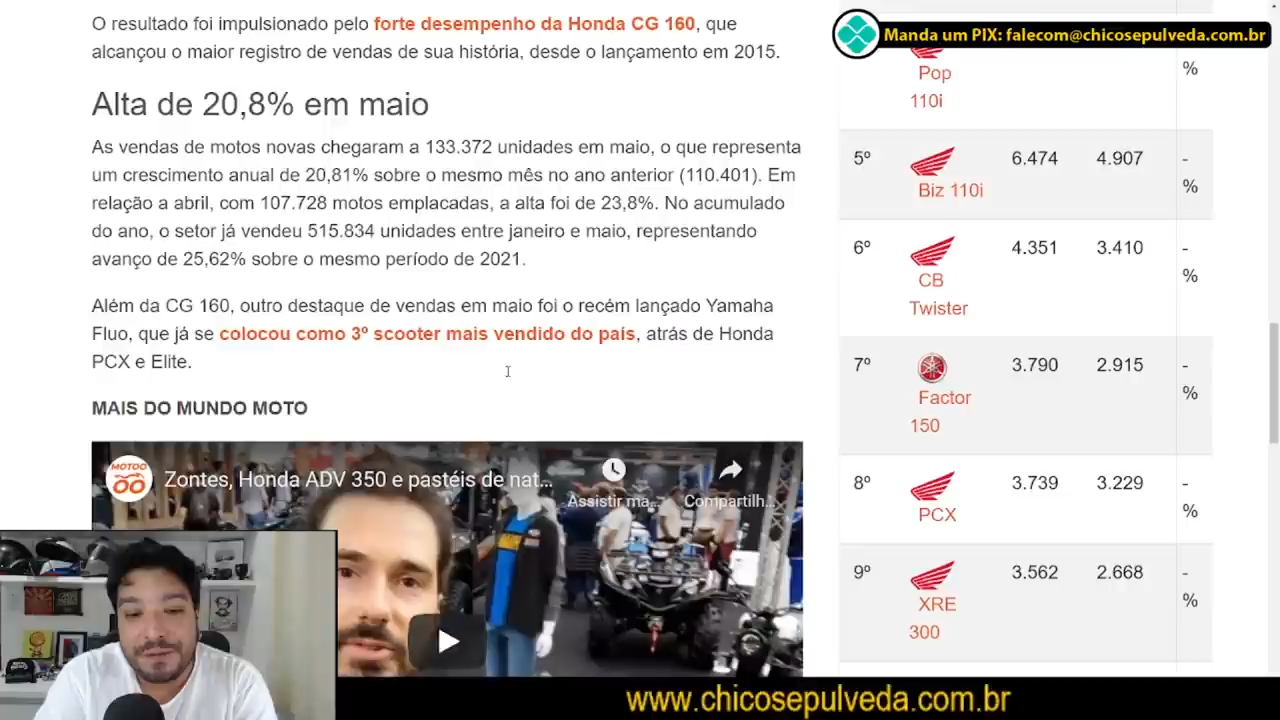 O resultado foi impulsionado pelo forte desempenho da Honda CG 160, que
alcançou o maior registro de vendas de sua história, desde o lançamento em 2015.
Alta de 20,8% em maio
As vendas de motos novas chegaram a 133.372 unidades em maio, o que representa
um crescimento anual de 20,81% sobre o mesmo mês no ano anterior (110.401). Em
relação a abril, com 107.728 motos emplacadas, a alta foi de 23,8%. No acumulado
do ano, o setor já vendeu 515.834 unidades entre janeiro e maio, representando
avanço de 25,62% sobre o mesmo período de 2021.
Além da CG 160, outro destaque de vendas em maio foi o recém lançado Yamaha
Fluo, que já se colocou como 3º scooter mais vendido do país, atrás de Honda
PCX e Elite.
MAIS DO MUNDO MOTO
MOTOO
Zontes, Honda ADV 350 e pastéis de nat...
Assistir ma...
Compartilh...
Manda um PIX: falecom@chicosepulveda.com.br
Pop
110i
%
5º Biz 110i 6.474 4.907 - %
6º CB Twister 4.351 3.410 - %
7º Factor 150 3.790 2.915 - %
8º PCX 3.739 3.229 - %
9º XRE 300 3.562 2.668 - %
www.chicosepulveda.com.br